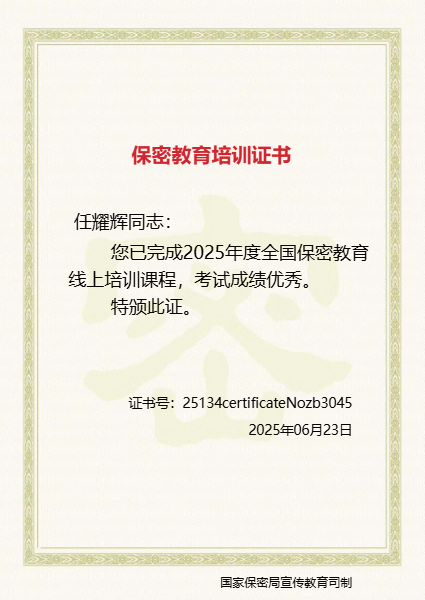 保密教育培训证书
任耀辉同志：
您已完成2025年度全国保密教育
线上培训课程，考试成绩优秀。
特颁此证。
密
证书号：25134certificateNozb3045
2025年06月23日
国家保密局宣传教育司制